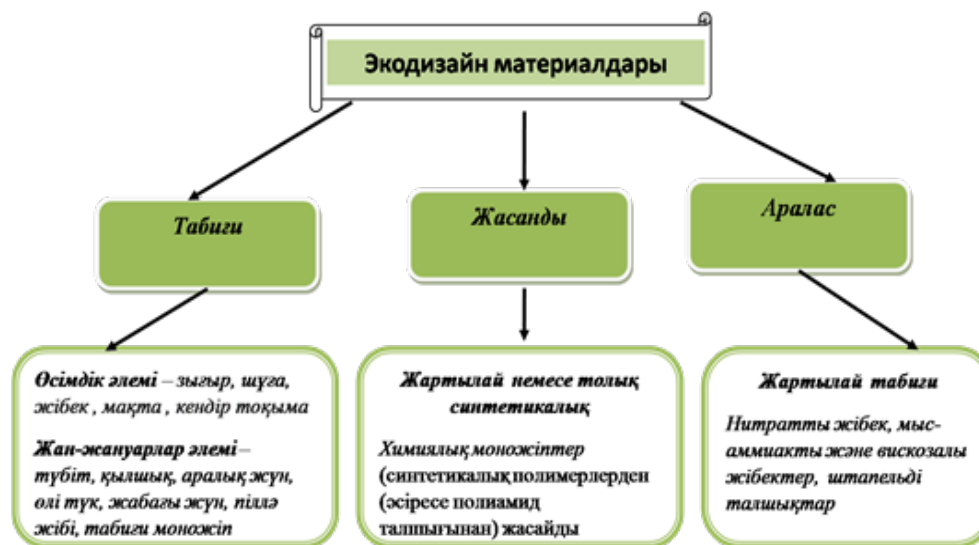 Экодизайн материалдары
Табиғи
Жасанды
Аралас
Өсімдік әлемі – зығыр, шұға,
жібек , мақта , кендір тоқыма
Жан-жануарлар әлемі –
түбіт, қылшық, аралық жүн,
өлі түк, жабағы жүн, піллә
жібі, табиғи моножіп
Жартылай немесе толық
синтетикалық
Химиялық моножіптер
(синтетикалық полимерлерден
(әсіресе полиамид
талшығынан) жасайды
Жартылай табиғи
Нитратты жібек, мыс-
аммиакты және вискозалы
жібектер, штапельді
талшықтар